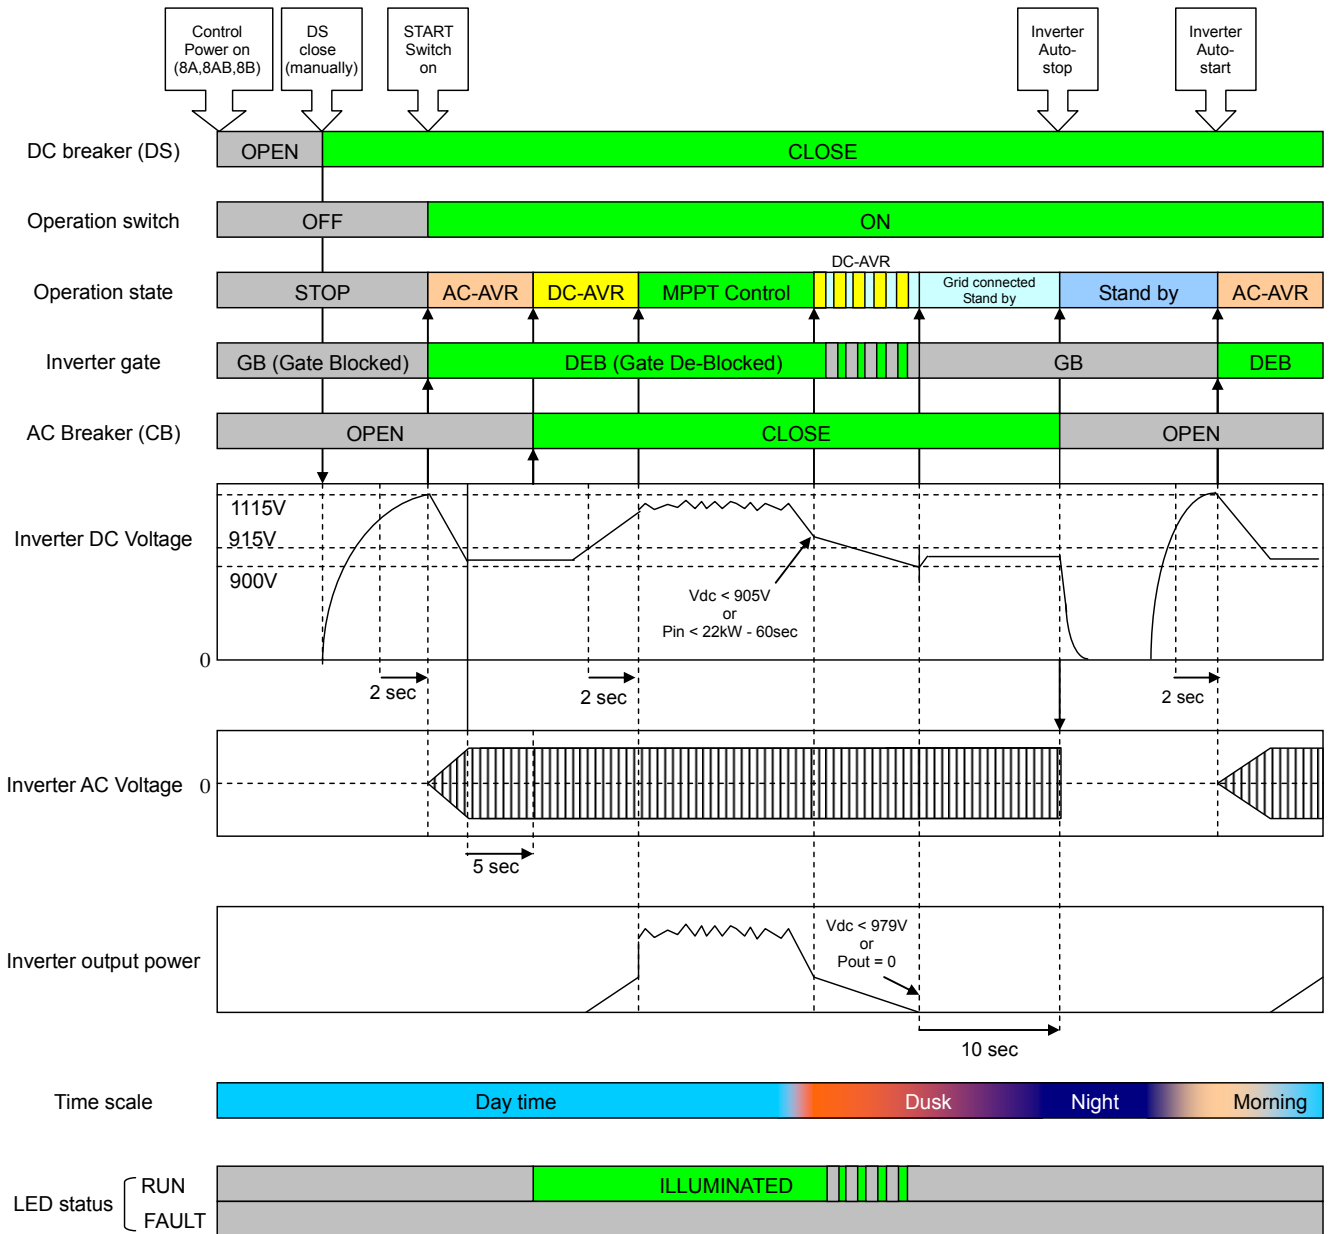 Control
Power on
(8A,8AB,8B)
DS
close
(manually)
START
Switch
on
Inverter
Auto-
stop
Inverter
Auto-
start
DC breaker (DS)
OPEN
CLOSE
Operation switch
OFF
ON
DC-AVR
Operation state
STOP
AC-AVR
DC-AVR
MPPT Control
Grid connected
Stand by
Stand by
AC-AVR
Inverter gate
GB (Gate Blocked)
DEB (Gate De-Blocked)
GB
DEB
AC Breaker (CB)
OPEN
CLOSE
OPEN
Inverter DC Voltage
1115V
915V
900V
0
Vdc < 905V
or
Pin < 22kW - 60sec
2 sec
2 sec
2 sec
Inverter AC Voltage
0
5 sec
Inverter output power
Vdc < 979V
or
Pout = 0
10 sec
Time scale
Day time
Dusk
Night
Morning
LED status
RUN
ILLUMINATED
FAULT